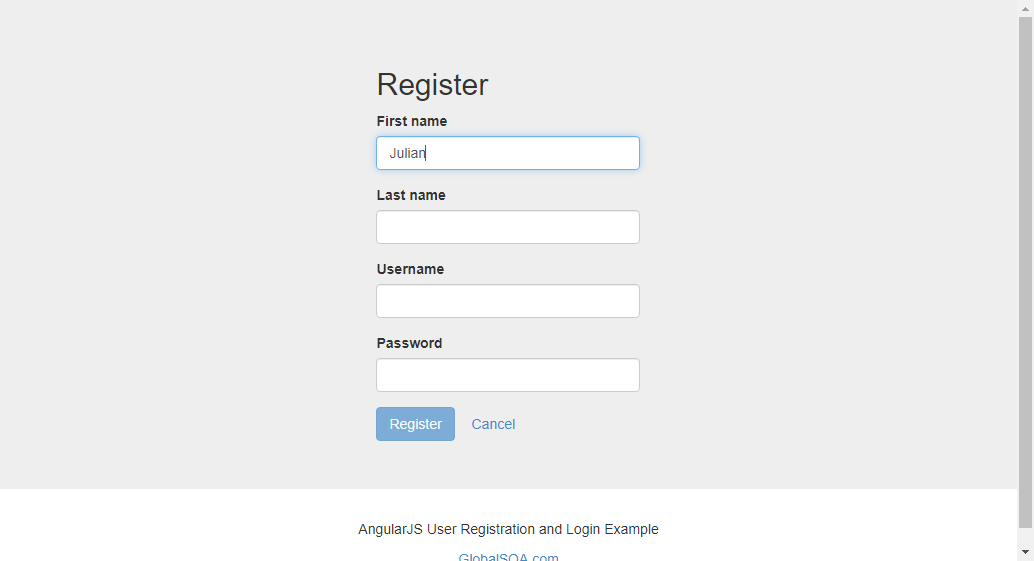 Register
First name
Julian
Last name
Username
Password
Register Cancel
AngularJS User Registration and Login Example
GlobalSQA.com